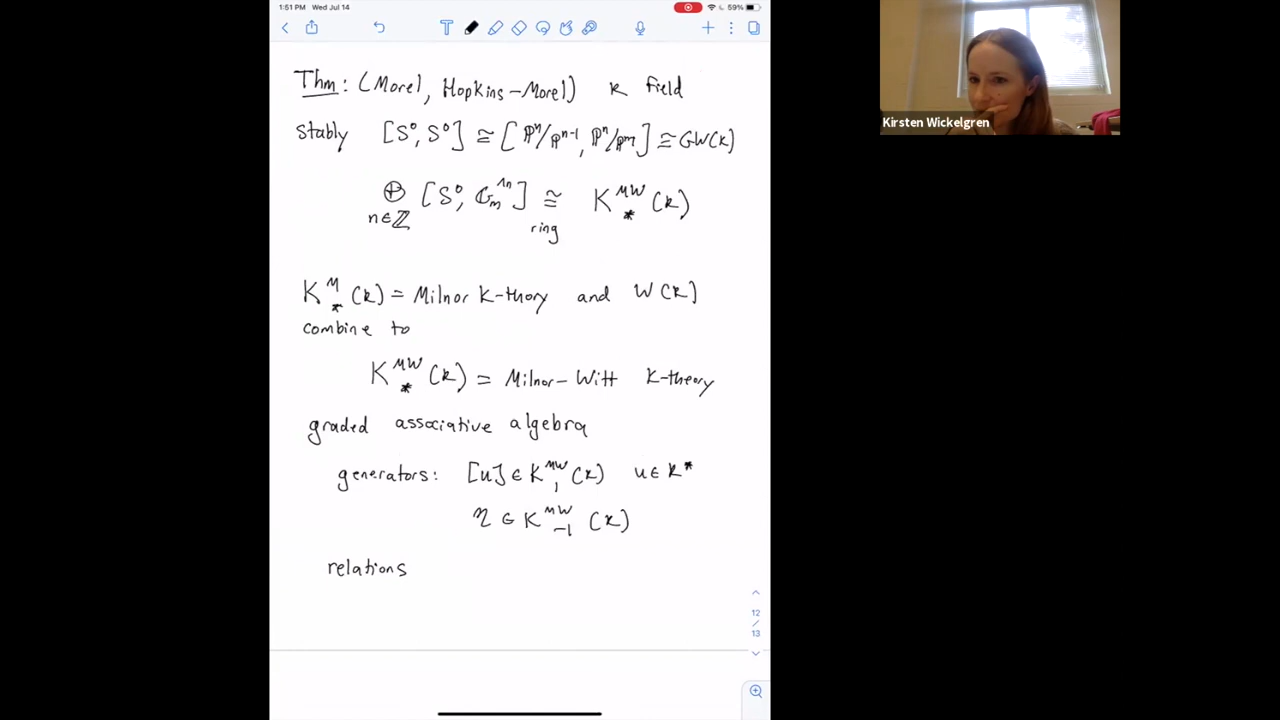 1:51 PM Wed Jul 14
59%
Thm: (Morel, Hopkins-Morel) k field
stably [S⁰, S⁰] ≅ [ℙⁿ/ℙⁿ⁻¹, ℙⁿ/ℙⁿ⁻¹] ≅ GW(k)
⊕ n∈ℤ [S⁰, 𝔾ₘ^∧n] ≅ ring K^MW_*(k)
K^M_*(k) = Milnor K-thory and W(k)
combine to
K^MW_*(k) = Milnor-Witt K-theory
graded associative algebra
generators: [u] ∈ K^MW_1(k) u ∈ k*
η ∈ K^MW_-1(k)
relations
12
/
13
Kirsten Wickelgren